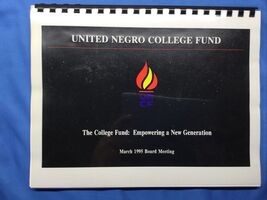 UNITED NEGRO COLLEGE FUND
The College Fund: Empowering a New Generation
March 1995 Board Meeting